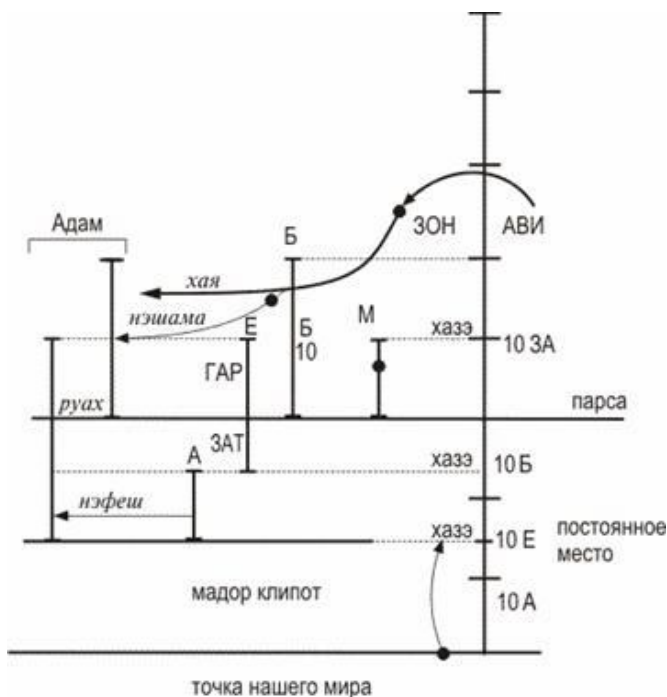 Адам
Б
ЗОН
АВИ
хая
нэшама
Е
Б
10
М
хазэ
10 ЗА
ГАР
руах
парса
ЗАТ
А
хазэ
10 Б
нэфеш
хазэ
10 Е
постоянное
место
мадор клипот
10 А
точка нашего мира